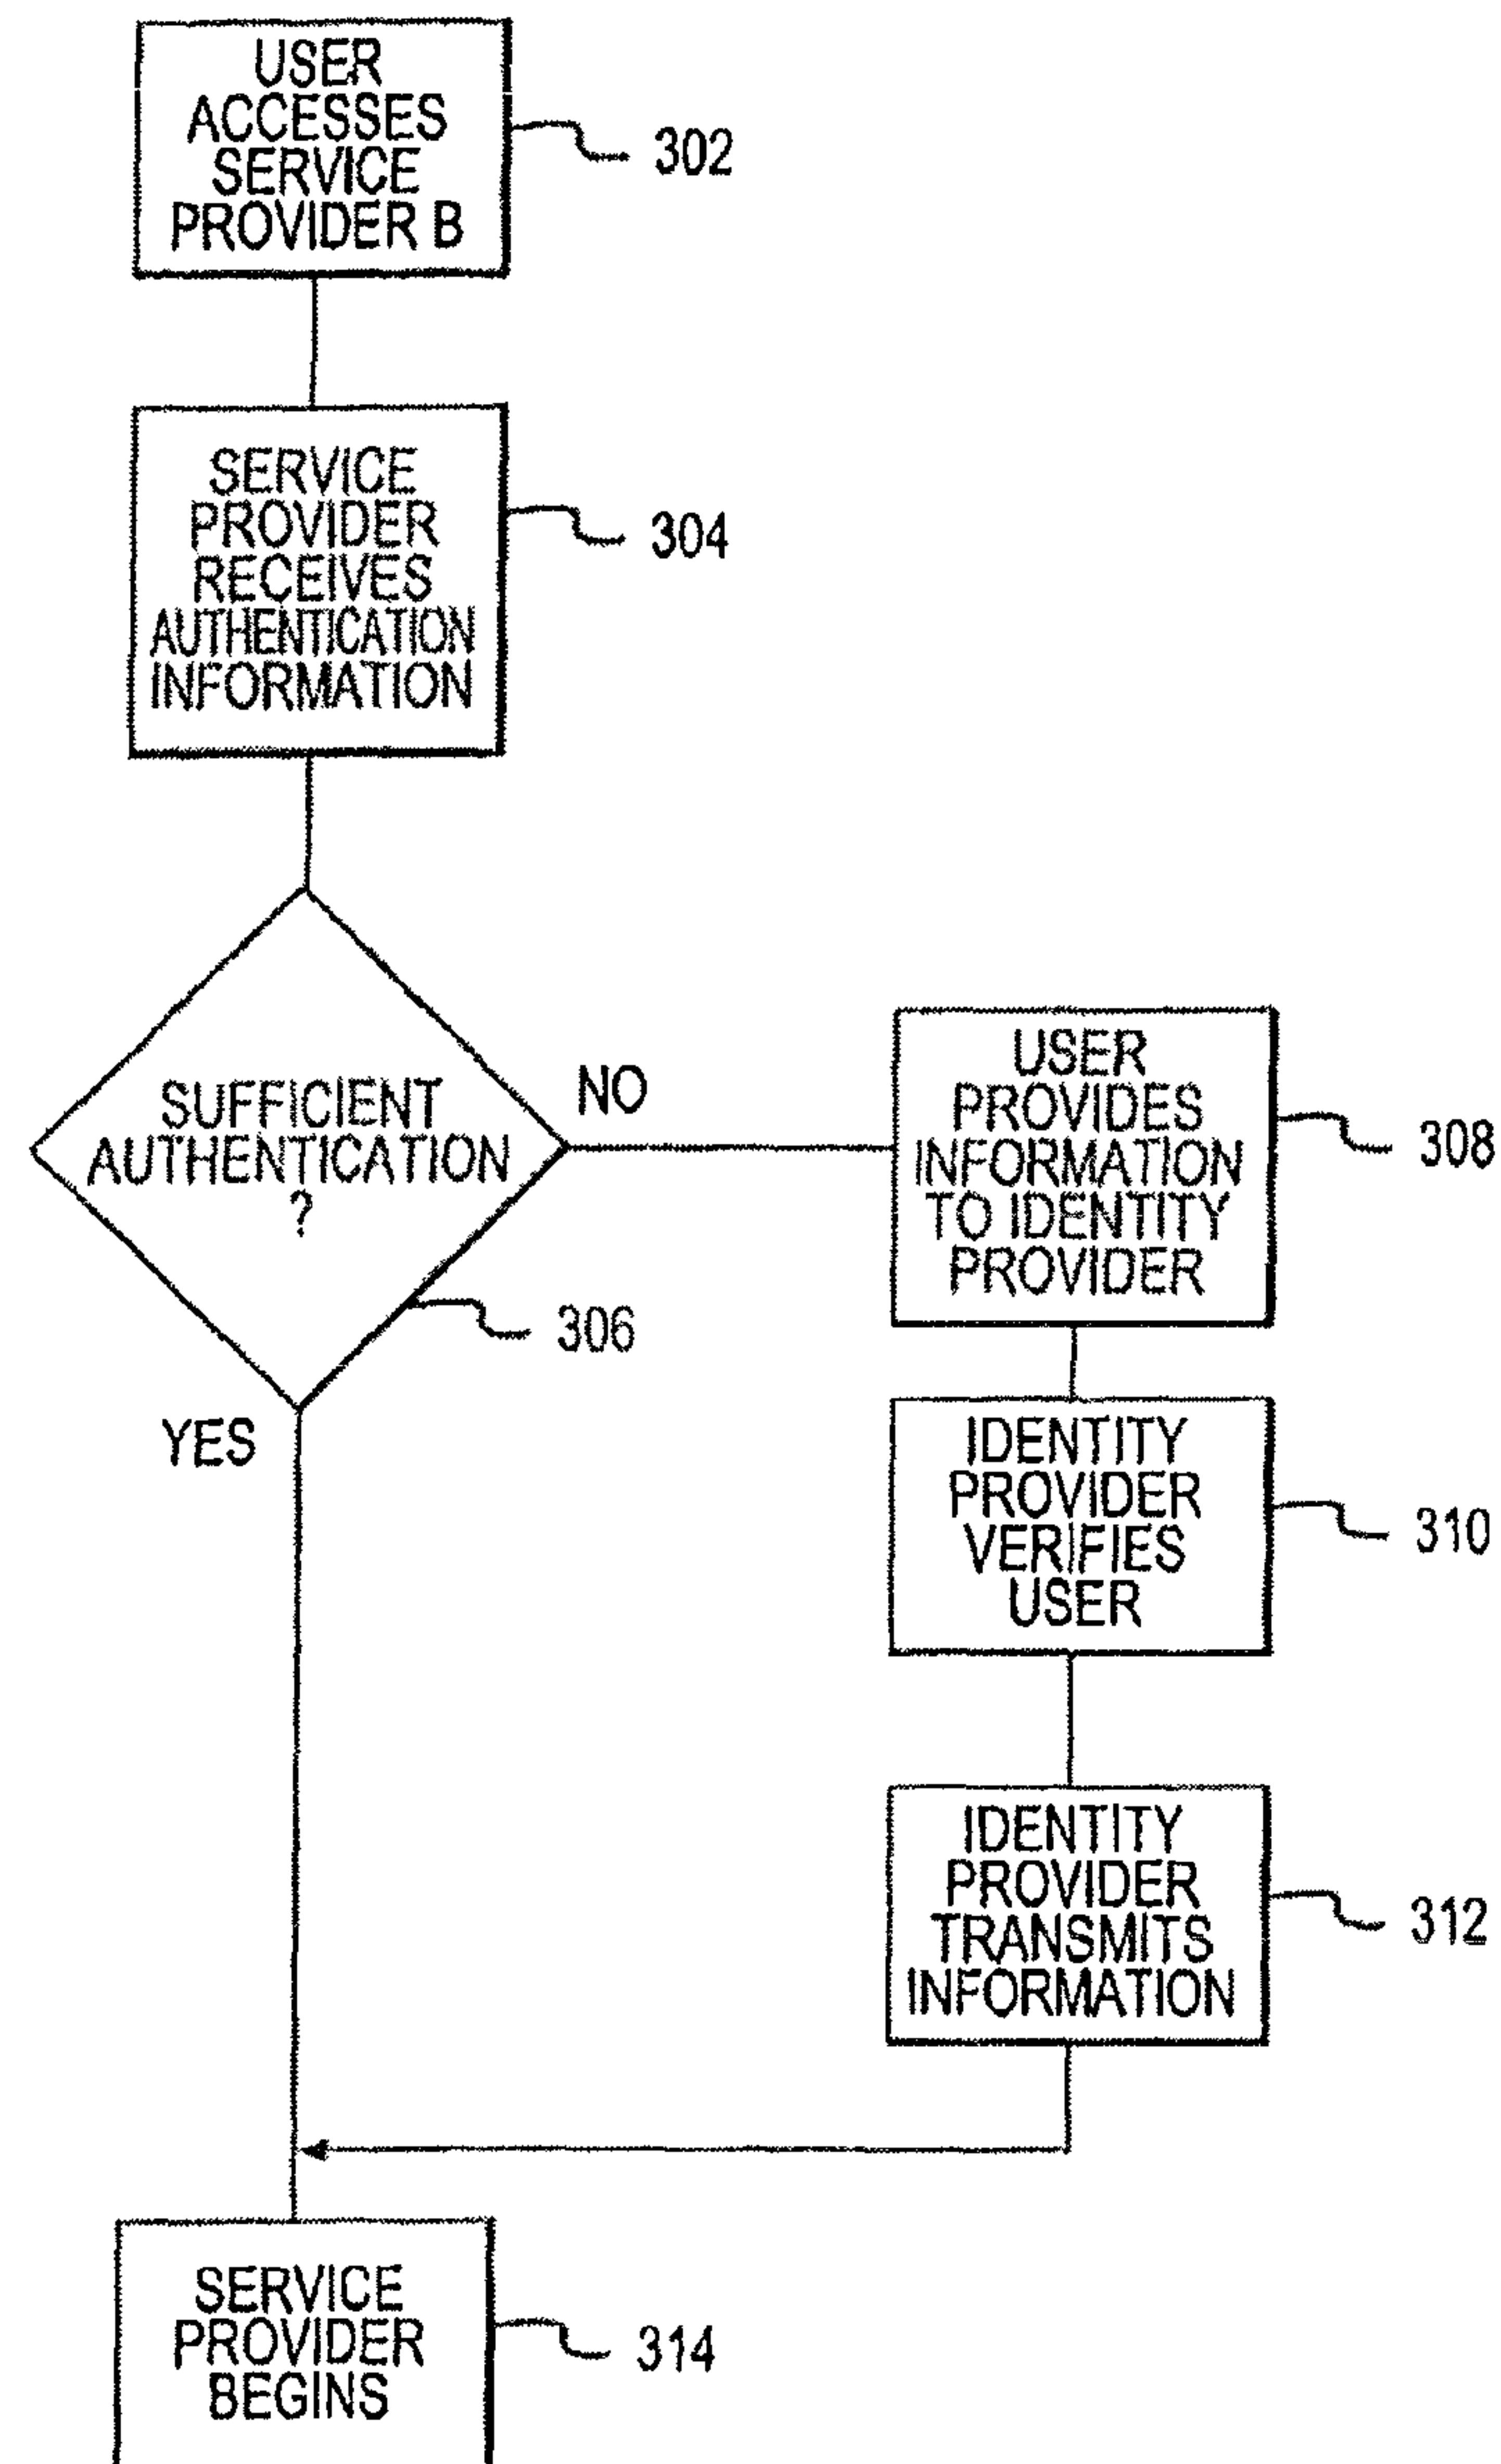 USER
ACCESSES
SERVICE
PROVIDER B
302
SERVICE
PROVIDER
RECEIVES
AUTHENTICATION
INFORMATION
304
SUFFICIENT
AUTHENTICATION
?
306
NO
YES
USER
PROVIDES
INFORMATION
TO IDENTITY
PROVIDER
308
IDENTITY
PROVIDER
VERIFIES
USER
310
IDENTITY
PROVIDER
TRANSMITS
INFORMATION
312
SERVICE
PROVIDER
BEGINS
314